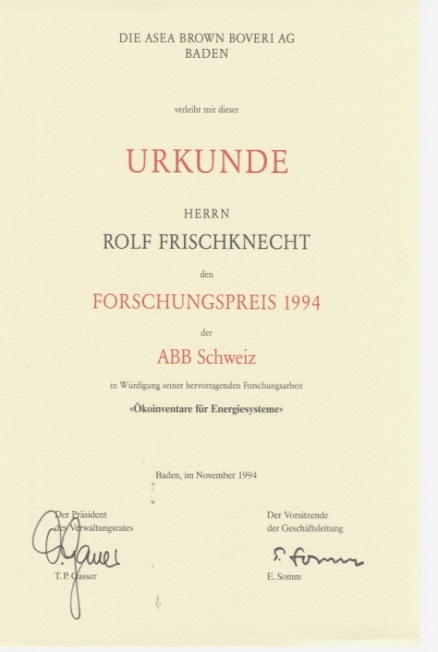 DIE ASEA BROWN BOVERI AG
BADEN
verleiht mit dieser
URKUNDE
HERRN
ROLF FRISCHKNECHT
den
FORSCHUNGSPREIS 1994
der
ABB Schweiz
in Würdigung seiner hervorragenden Forschungsarbeit
«Ökoinventare für Energiesysteme»
Baden, im November 1994
Der Präsident
des Verwaltungsrates
T. P. Gasser
Der Vorsitzende
der Geschäftsleitung
E. Somm